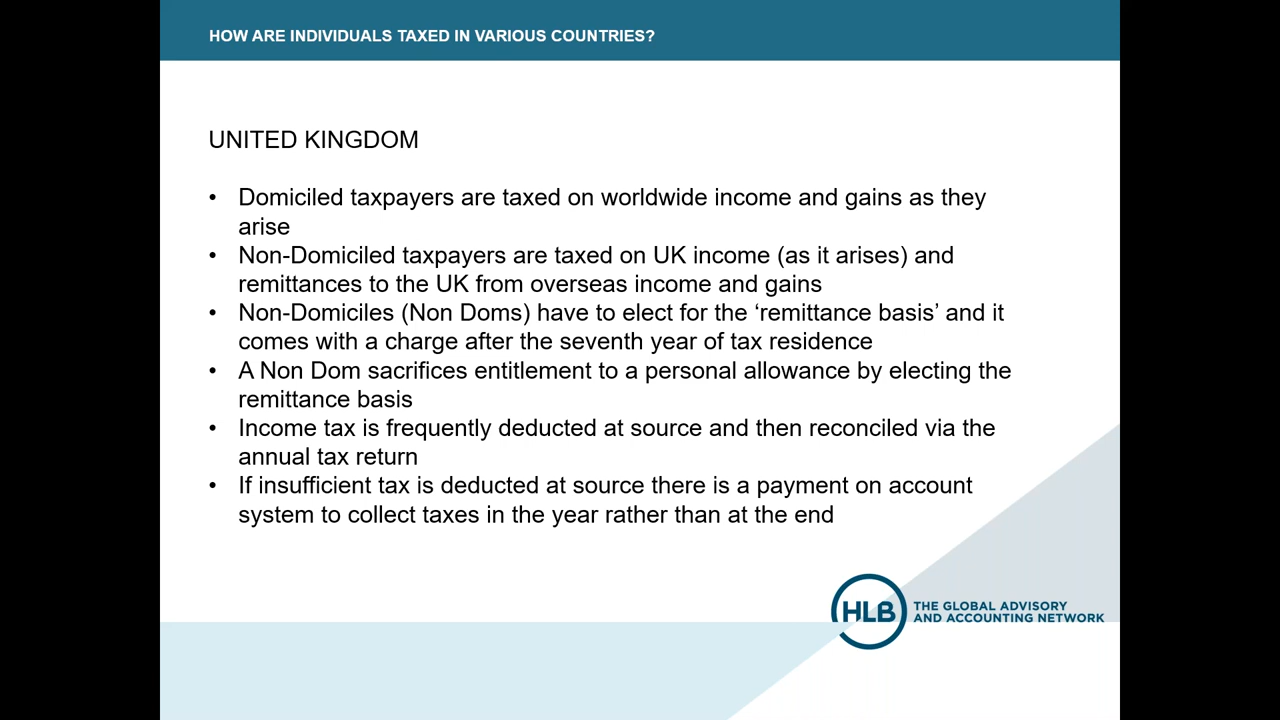 HOW ARE INDIVIDUALS TAXED IN VARIOUS COUNTRIES?
UNITED KINGDOM
• Domiciled taxpayers are taxed on worldwide income and gains as they
arise
• Non-Domiciled taxpayers are taxed on UK income (as it arises) and
remittances to the UK from overseas income and gains
• Non-Domiciles (Non Doms) have to elect for the ‘remittance basis’ and it
comes with a charge after the seventh year of tax residence
• A Non Dom sacrifices entitlement to a personal allowance by electing the
remittance basis
• Income tax is frequently deducted at source and then reconciled via the
annual tax return
• If insufficient tax is deducted at source there is a payment on account
system to collect taxes in the year rather than at the end
HLB
THE GLOBAL ADVISORY
AND ACCOUNTING NETWORK